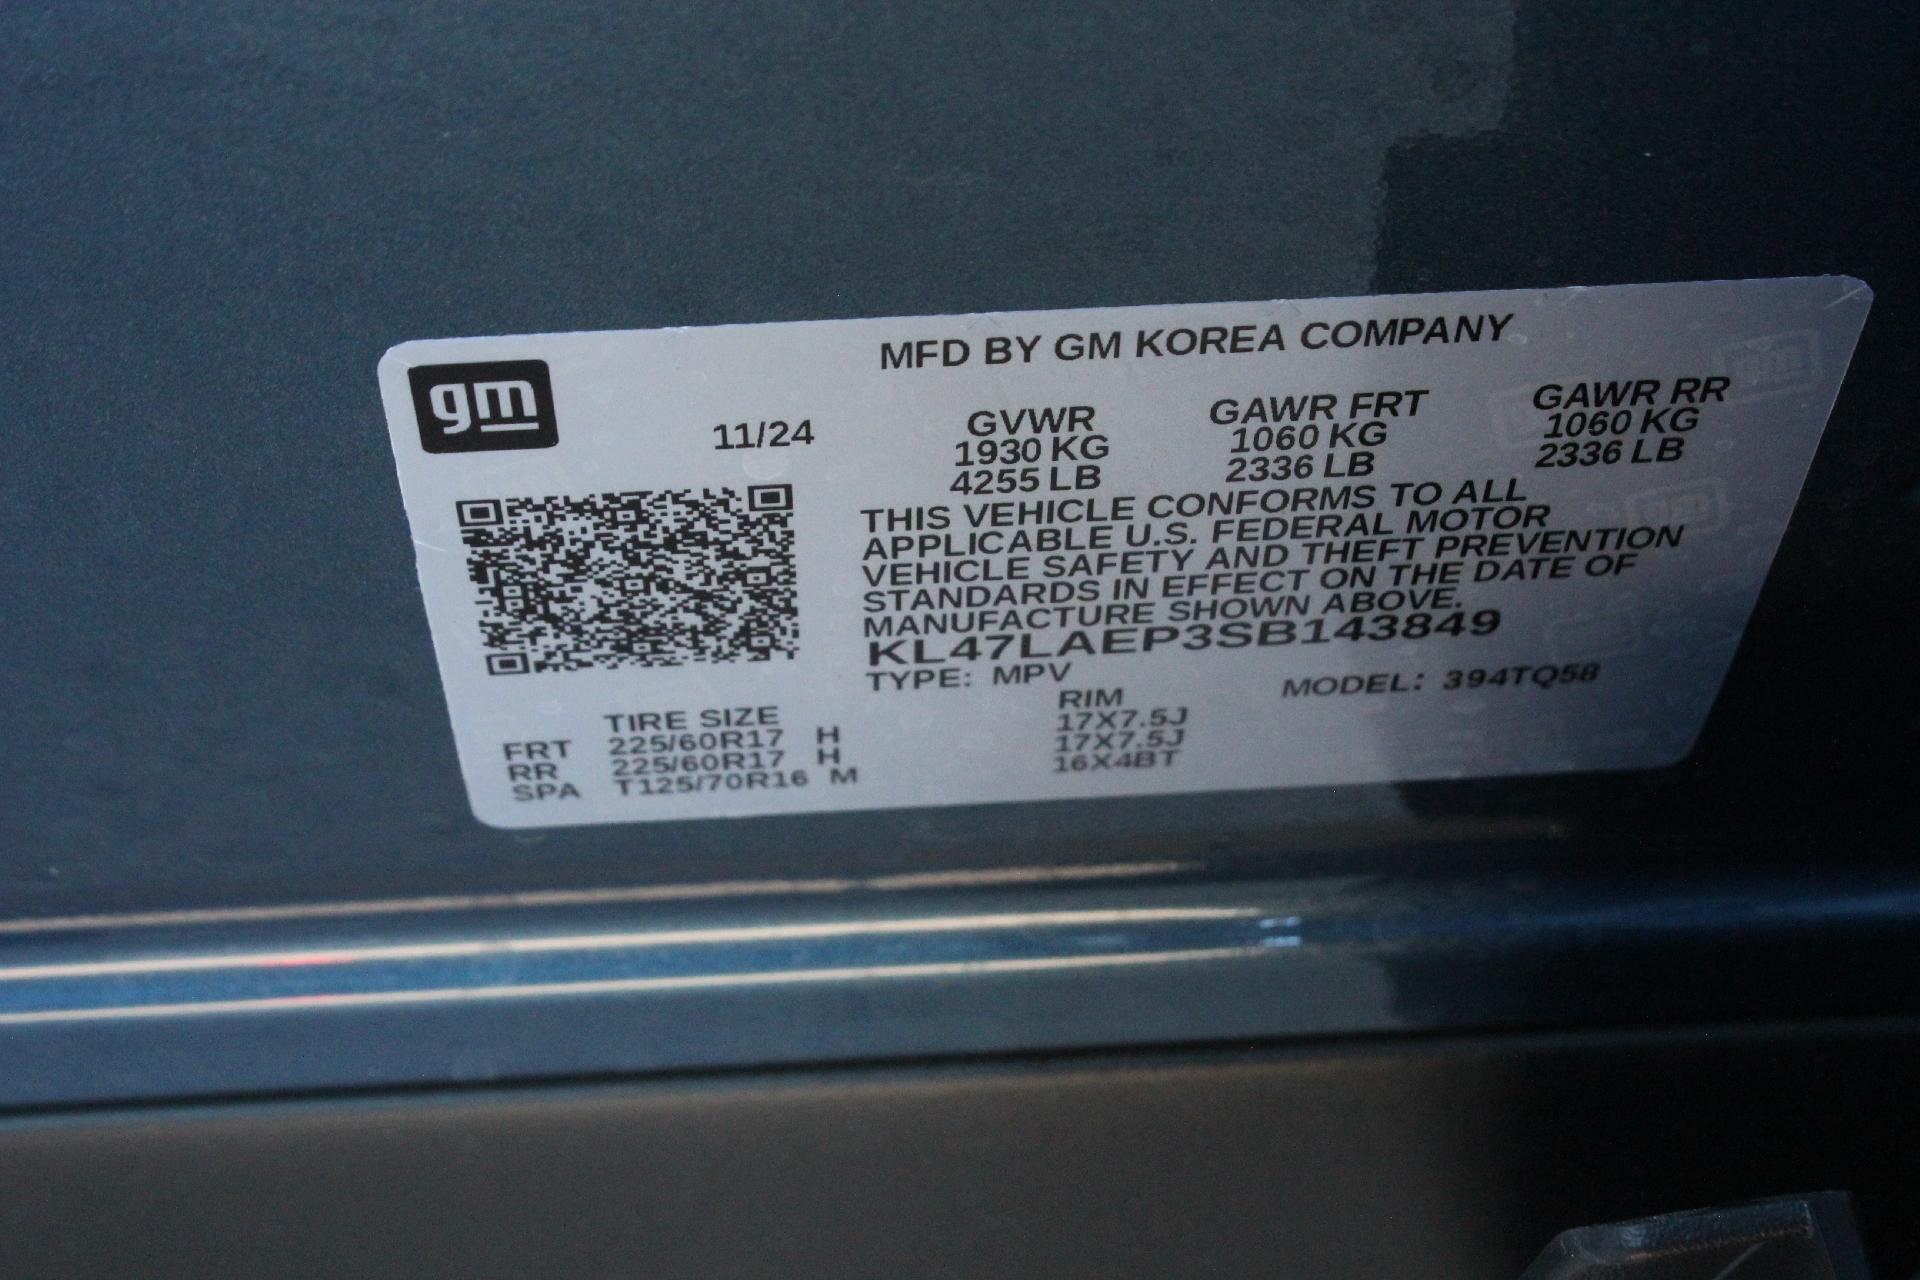 gm
MFD BY GM KOREA COMPANY
11/24
GVWR
1930 KG
4255 LB
GAWR FRT
1060 KG
2336 LB
GAWR RR
1060 KG
2336 LB
THIS VEHICLE CONFORMS TO ALL
APPLICABLE U.S. FEDERAL MOTOR
VEHICLE SAFETY AND THEFT PREVENTION
STANDARDS IN EFFECT ON THE DATE OF
MANUFACTURE SHOWN ABOVE.
KL47LAEP3SB143849
TYPE: MPV
MODEL: 394TQ58
TIRE SIZE RIM
FRT 225/60R17 H 17X7.5J
RR 225/60R17 H 17X7.5J
SPA T125/70R16 M 16X4BT